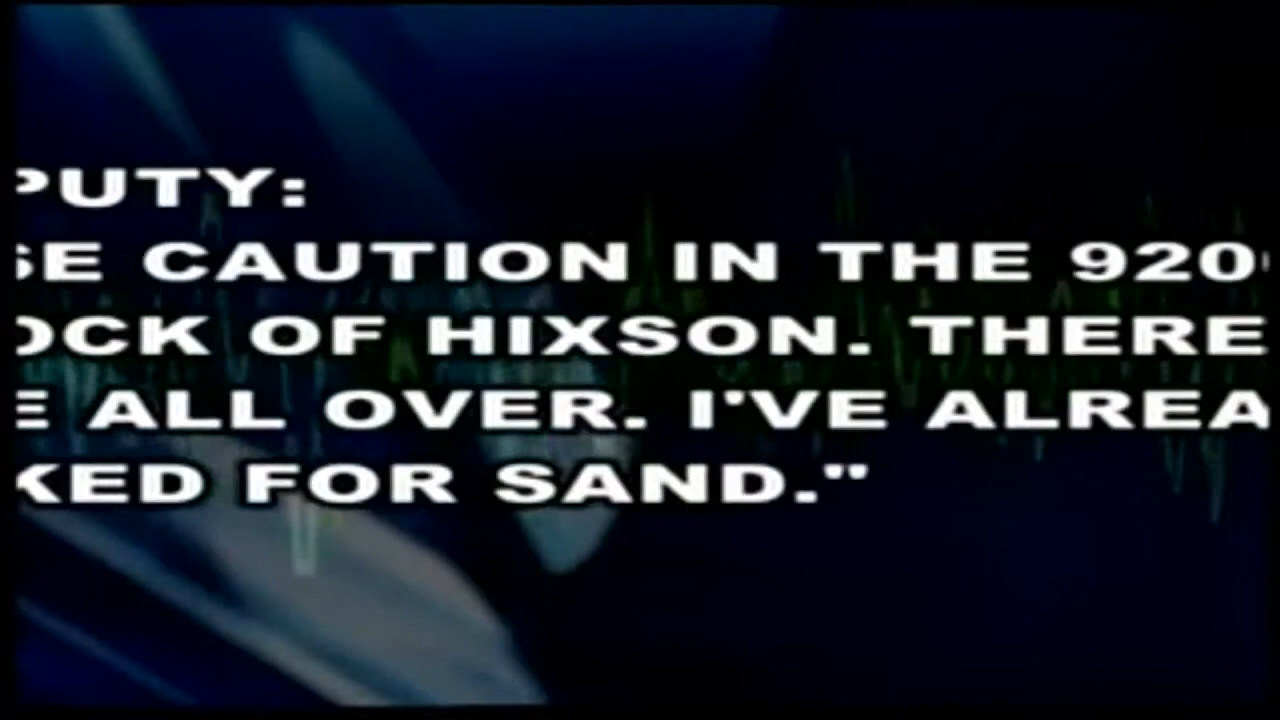 PUTY:
SE CAUTION IN THE 920
OCK OF HIXSON. THERE
E ALL OVER. I'VE ALREA
KED FOR SAND."